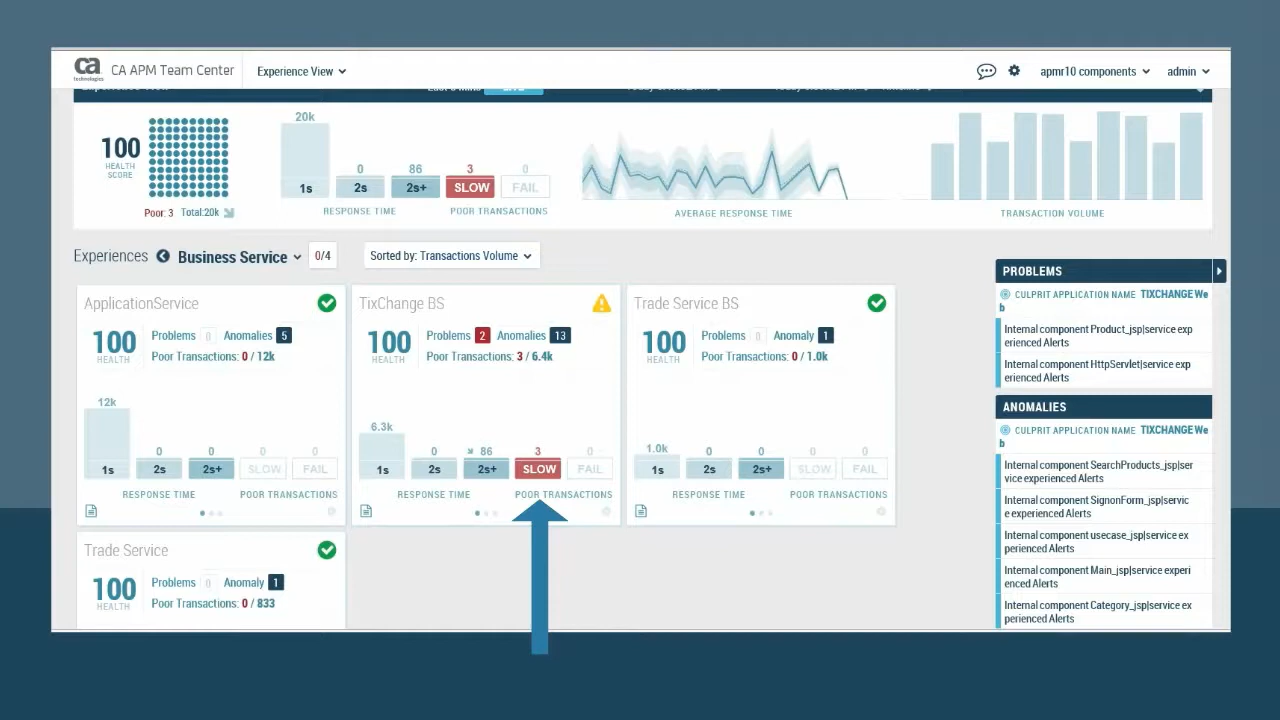 ca
technologies
CA APM Team Center
Experience View
apmr10 components
admin
20k
0
86
3
0
100
HEALTH
SCORE
1s
2s
2s+
SLOW
FAIL
Poor: 3 Total:20k
RESPONSE TIME
POOR TRANSACTIONS
AVERAGE RESPONSE TIME
TRANSACTION VOLUME
Experiences
Business Service
0/4
Sorted by: Transactions Volume
ApplicationService
100
HEALTH
Problems 0 Anomalies 5
Poor Transactions: 0 / 12k
12k
0
0
0
0
1s
2s
2s+
SLOW
FAIL
RESPONSE TIME
POOR TRANSACTIONS
TixChange BS
100
HEALTH
Problems 2 Anomalies 13
Poor Transactions: 3 / 6.4k
6.3k
0
86
3
0
1s
2s
2s+
SLOW
FAIL
RESPONSE TIME
POOR TRANSACTIONS
Trade Service BS
100
HEALTH
Problems 0 Anomaly 1
Poor Transactions: 0 / 1.0k
1.0k
0
0
0
0
1s
2s
2s+
SLOW
FAIL
RESPONSE TIME
POOR TRANSACTIONS
Trade Service
100
HEALTH
Problems 0 Anomaly 1
Poor Transactions: 0 / 833
PROBLEMS
CULPRIT APPLICATION NAME TIXCHANGE We
b
Internal component Product_jsp|service exp
erienced Alerts
Internal component HttpServlet|service exp
erienced Alerts
ANOMALIES
CULPRIT APPLICATION NAME TIXCHANGE We
b
Internal component SearchProducts_jsp|ser
vice experienced Alerts
Internal component SignonForm_jsp|servic
e experienced Alerts
Internal component usecase_jsp|service ex
perienced Alerts
Internal component Main_jsp|service experi
enced Alerts
Internal component Category_jsp|service ex
perienced Alerts